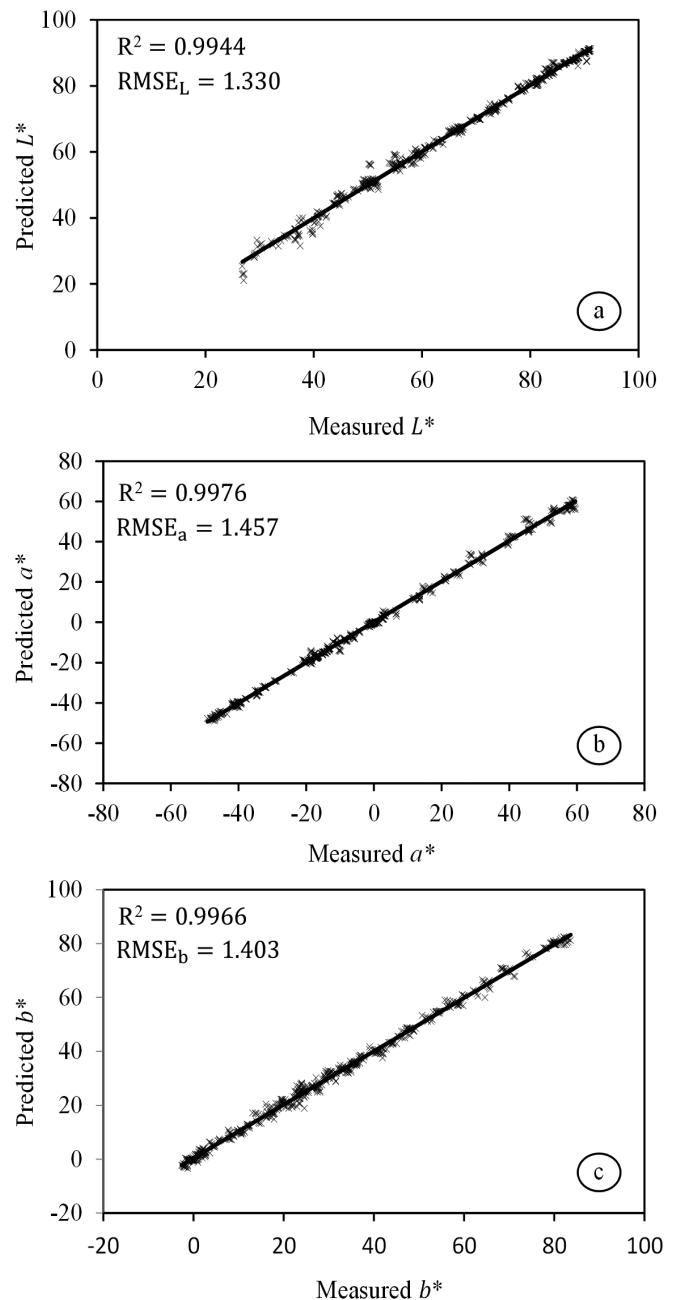 100
R² = 0.9944
RMSE_L = 1.330
80
60
40
20
0
Predicted L*
0 20 40 60 80 100
Measured L*
a
80
R² = 0.9976
RMSE_a = 1.457
60
40
20
0
-20
-40
-60
-80
Predicted a*
-80 -60 -40 -20 0 20 40 60 80
Measured a*
b
100
R² = 0.9966
RMSE_b = 1.403
80
60
40
20
0
-20
Predicted b*
-20 0 20 40 60 80 100
Measured b*
c